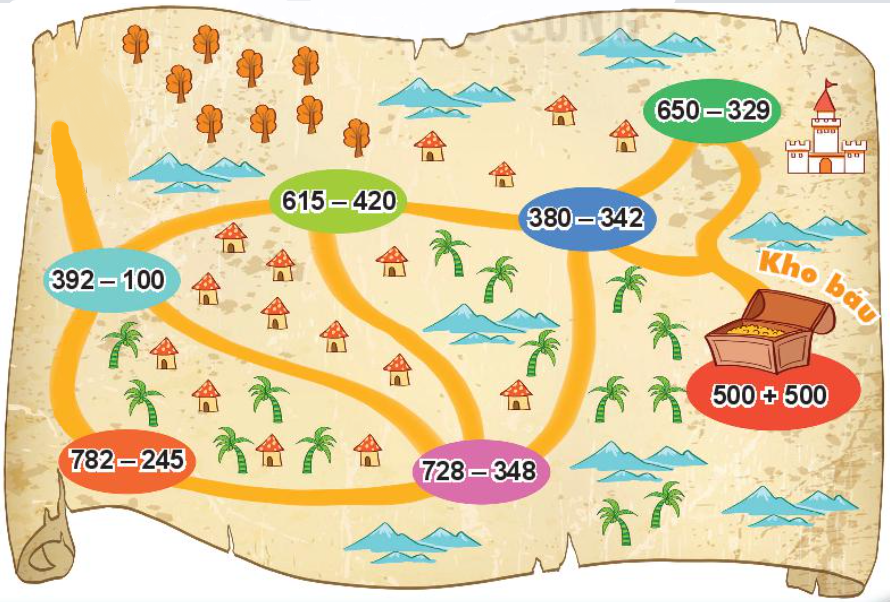 650 – 329
615 – 420
380 – 342
392 – 100
Kho báu
500 + 500
782 – 245
728 – 348